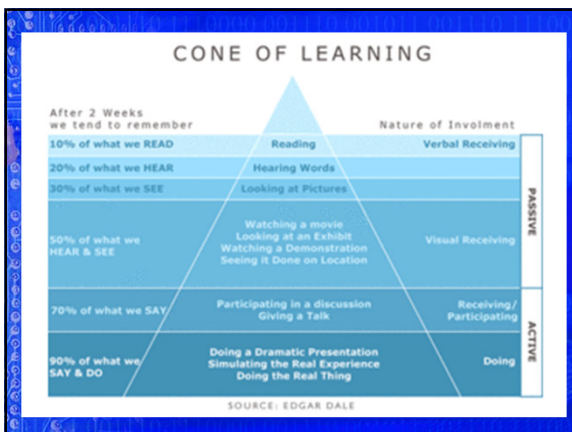 CONE OF LEARNING
After 2 Weeks
we tend to remember
Nature of Involment
10% of what we READ
Reading
Verbal Receiving
20% of what we HEAR
Hearing Words
30% of what we SEE
Looking at Pictures
50% of what we
HEAR & SEE
Watching a movie
Looking at an Exhibit
Watching a Demonstration
Seeing it Done on Location
Visual Receiving
PASSIVE
70% of what we SAY
Participating in a discussion
Giving a Talk
Receiving/
Participating
90% of what we
SAY & DO
Doing a Dramatic Presentation
Simulating the Real Experience
Doing the Real Thing
Doing
ACTIVE
SOURCE: EDGAR DALE